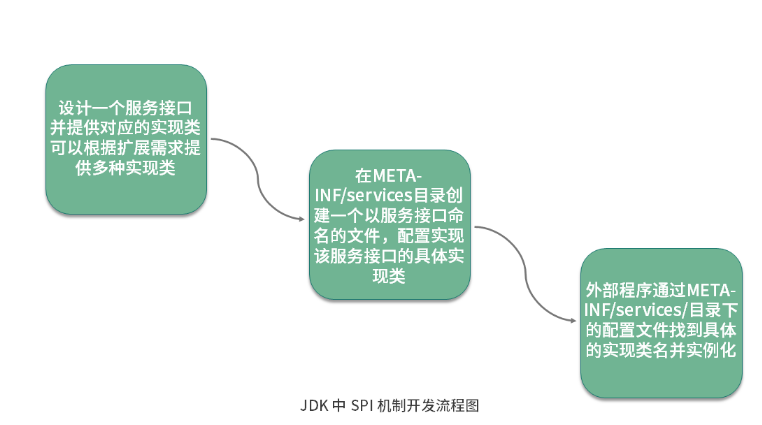 设计一个服务接口
并提供对应的实现类
可以根据扩展需求提
供多种实现类
在META-
INF/services目录创
建一个以服务接口命
名的文件，配置实现
该服务接口的具体实
现类
外部程序通过META-
INF/services/目录下
的配置文件找到具体
的实现类名并实例化
JDK 中 SPI 机制开发流程图